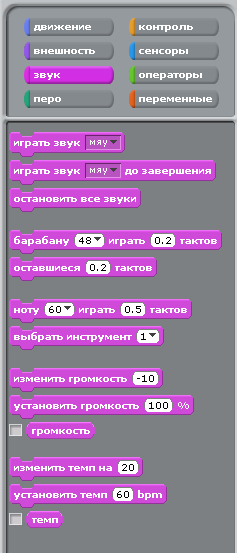 движение контроль
внешность сенсоры
звук операторы
перо переменные
играть звук мяу
играть звук мяу до завершения
остановить все звуки
барабану 48 играть 0.2 тактов
оставшиеся 0.2 тактов
ноту 60 играть 0.5 тактов
выбрать инструмент 1
изменить громкость -10
установить громкость 100 %
громкость
изменить темп на 20
установить темп 60 bpm
темп